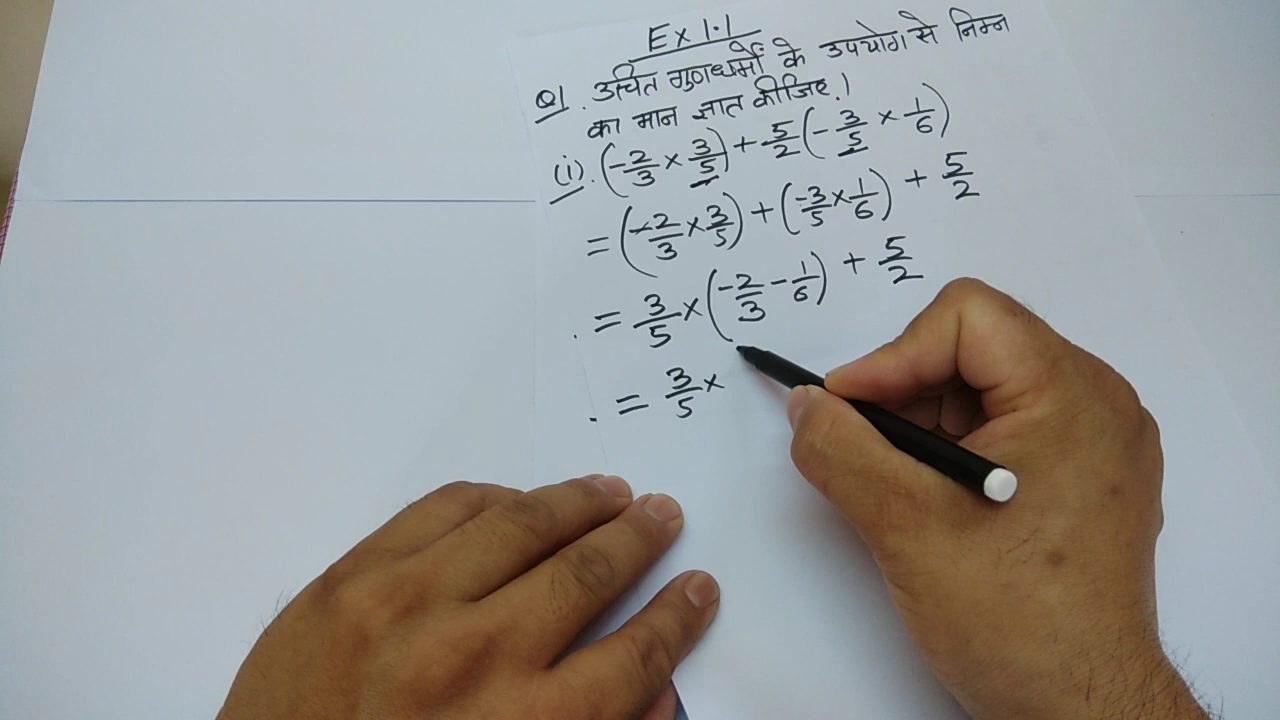 Ex 1.1
Q1. उचित गुणधर्मों के उपयोग से निम्न
का मान ज्ञात कीजिए।
(i). (-2/3 × 3/5) + 5/2 (-3/5 × 1/6)
= (-2/3 × 3/5) + (-3/5 × 1/6) + 5/2
= 3/5 × (-2/3 - 1/6) + 5/2
= 3/5 ×